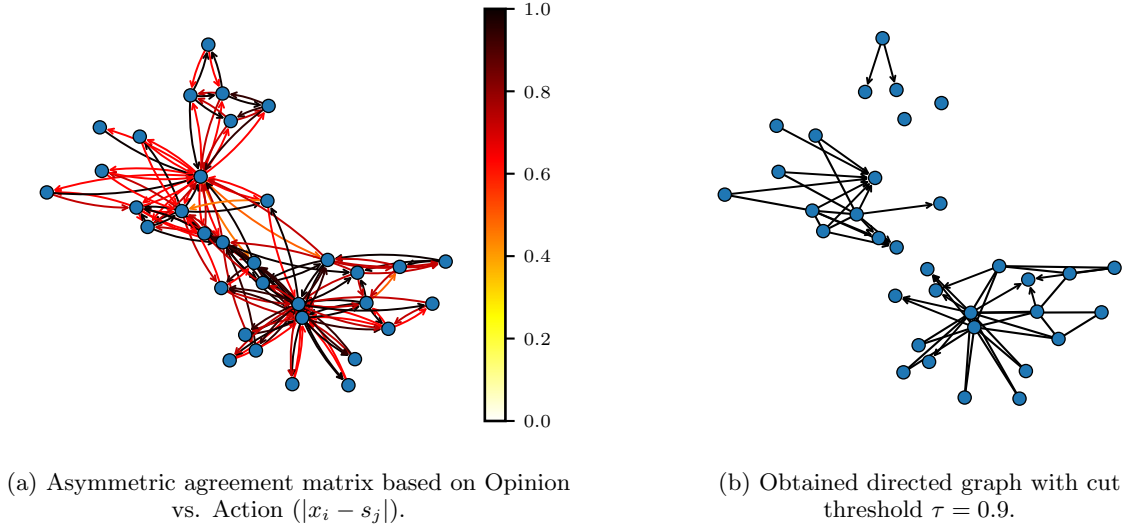 1.0
0.8
0.6
0.4
0.2
0.0
(a) Asymmetric agreement matrix based on Opinion
vs. Action (|x_i − s_j|).
(b) Obtained directed graph with cut
threshold τ = 0.9.